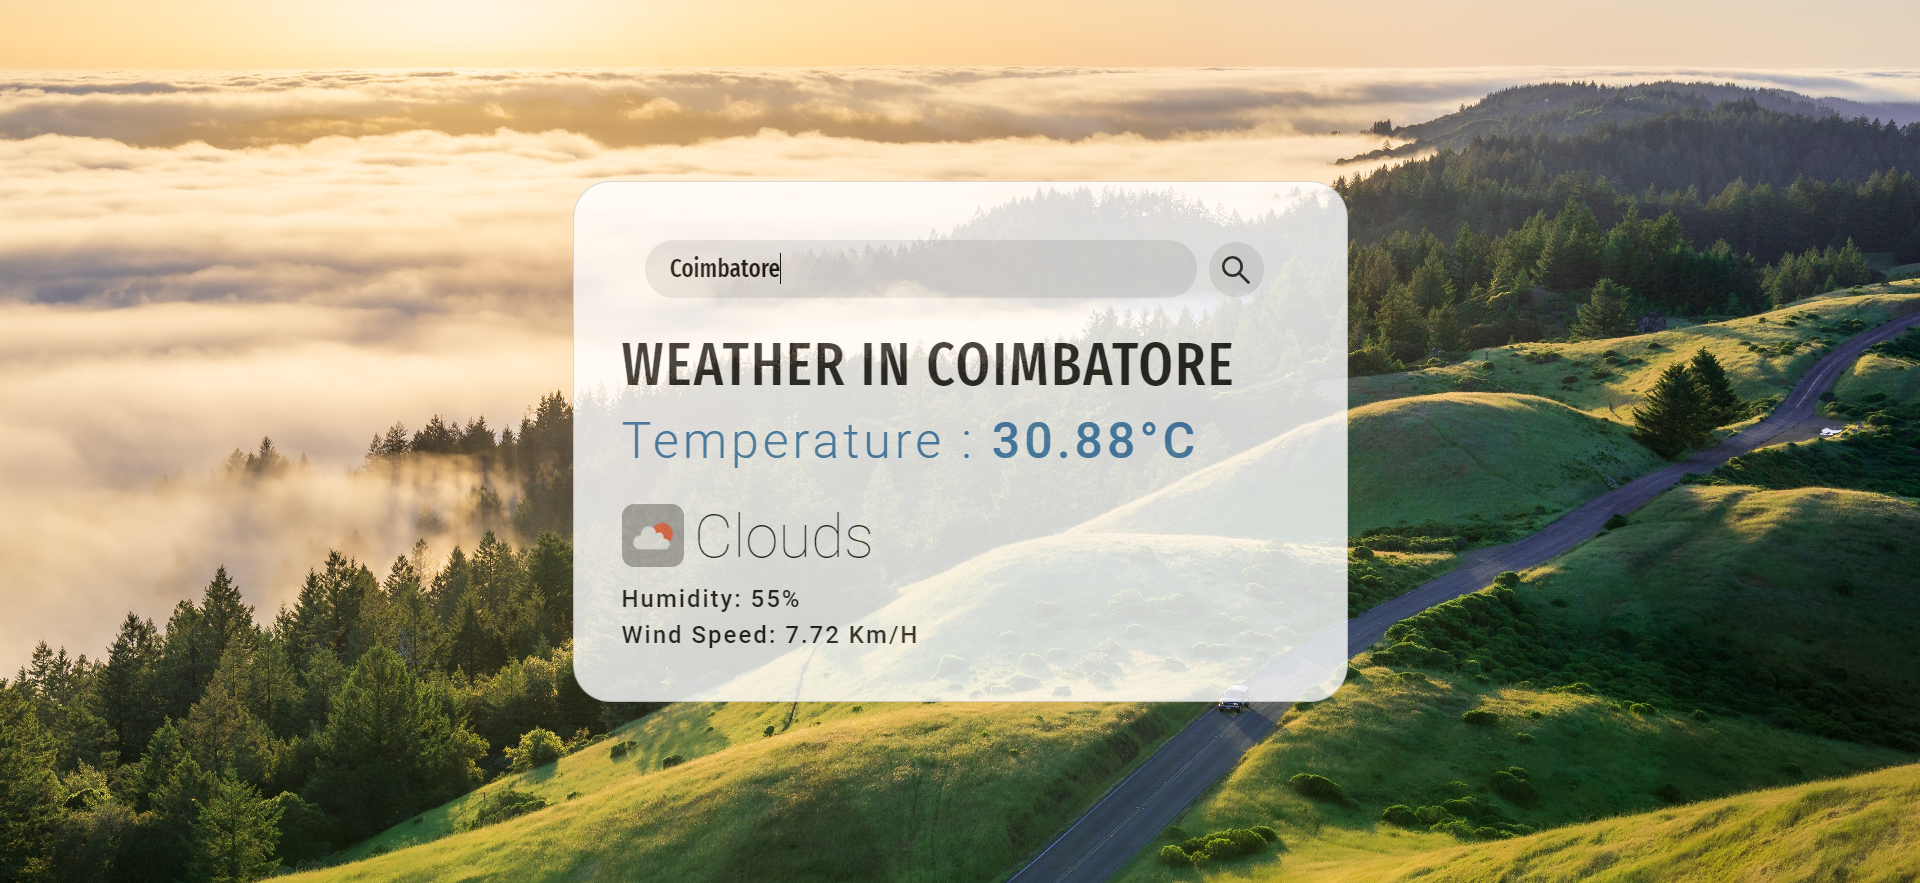 Coimbatore
WEATHER IN COIMBATORE
Temperature : 30.88°C
Clouds
Humidity: 55%
Wind Speed: 7.72 Km/H